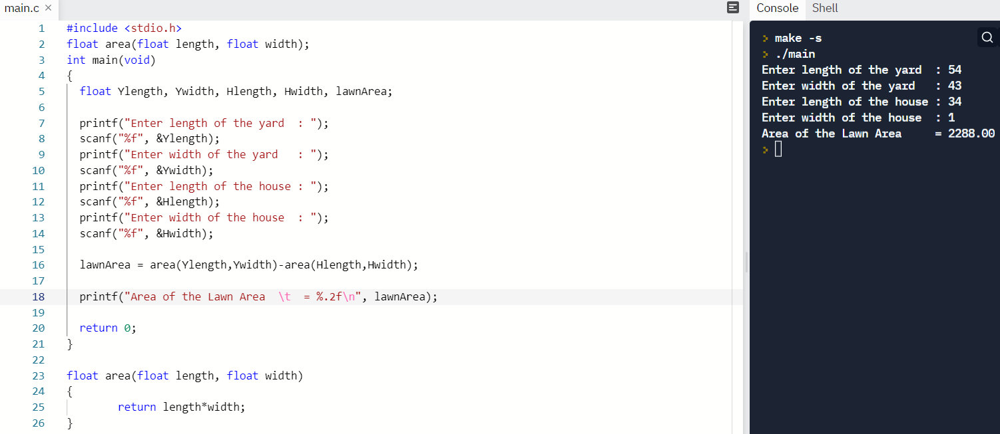 main.c ×
1 #include <stdio.h>
2 float area(float length, float width);
3 int main(void)
4 {
5   float Ylength, Ywidth, Hlength, Hwidth, lawnArea;
6
7   printf("Enter length of the yard  : ");
8   scanf("%f", &Ylength);
9   printf("Enter width of the yard   : ");
10   scanf("%f", &Ywidth);
11   printf("Enter length of the house : ");
12   scanf("%f", &Hlength);
13   printf("Enter width of the house  : ");
14   scanf("%f", &Hwidth);
15
16   lawnArea = area(Ylength,Ywidth)-area(Hlength,Hwidth);
17
18   printf("Area of the Lawn Area  \t  = %.2f\n", lawnArea);
19
20   return 0;
21 }
22
23 float area(float length, float width)
24 {
25         return length*width;
26 }
Console Shell
> make -s
> ./main
Enter length of the yard  : 54
Enter width of the yard   : 43
Enter length of the house : 34
Enter width of the house  : 1
Area of the Lawn Area     = 2288.00
>